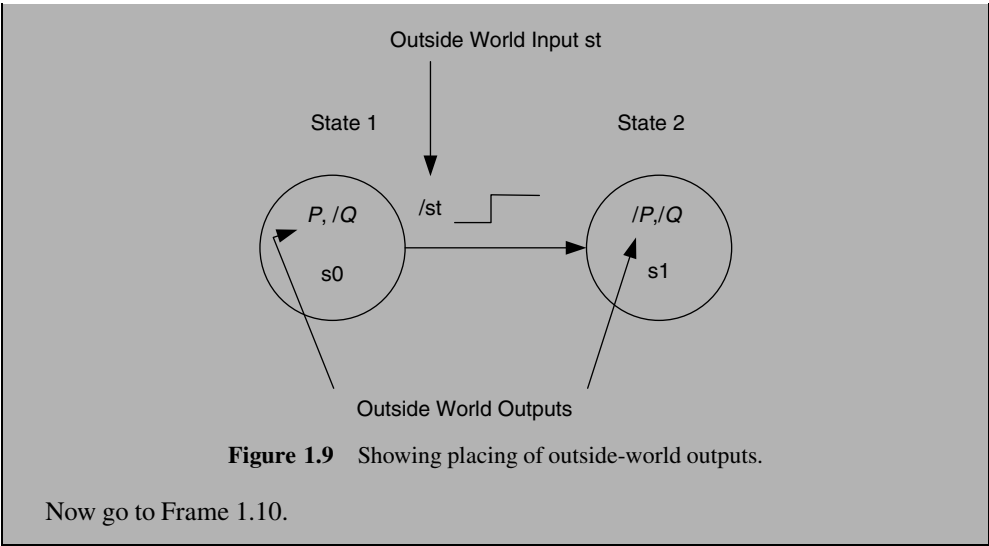 Outside World Input st
State 1
State 2
/st
P, /Q
/P,/Q
s0
s1
Outside World Outputs
Figure 1.9 Showing placing of outside-world outputs.
Now go to Frame 1.10.